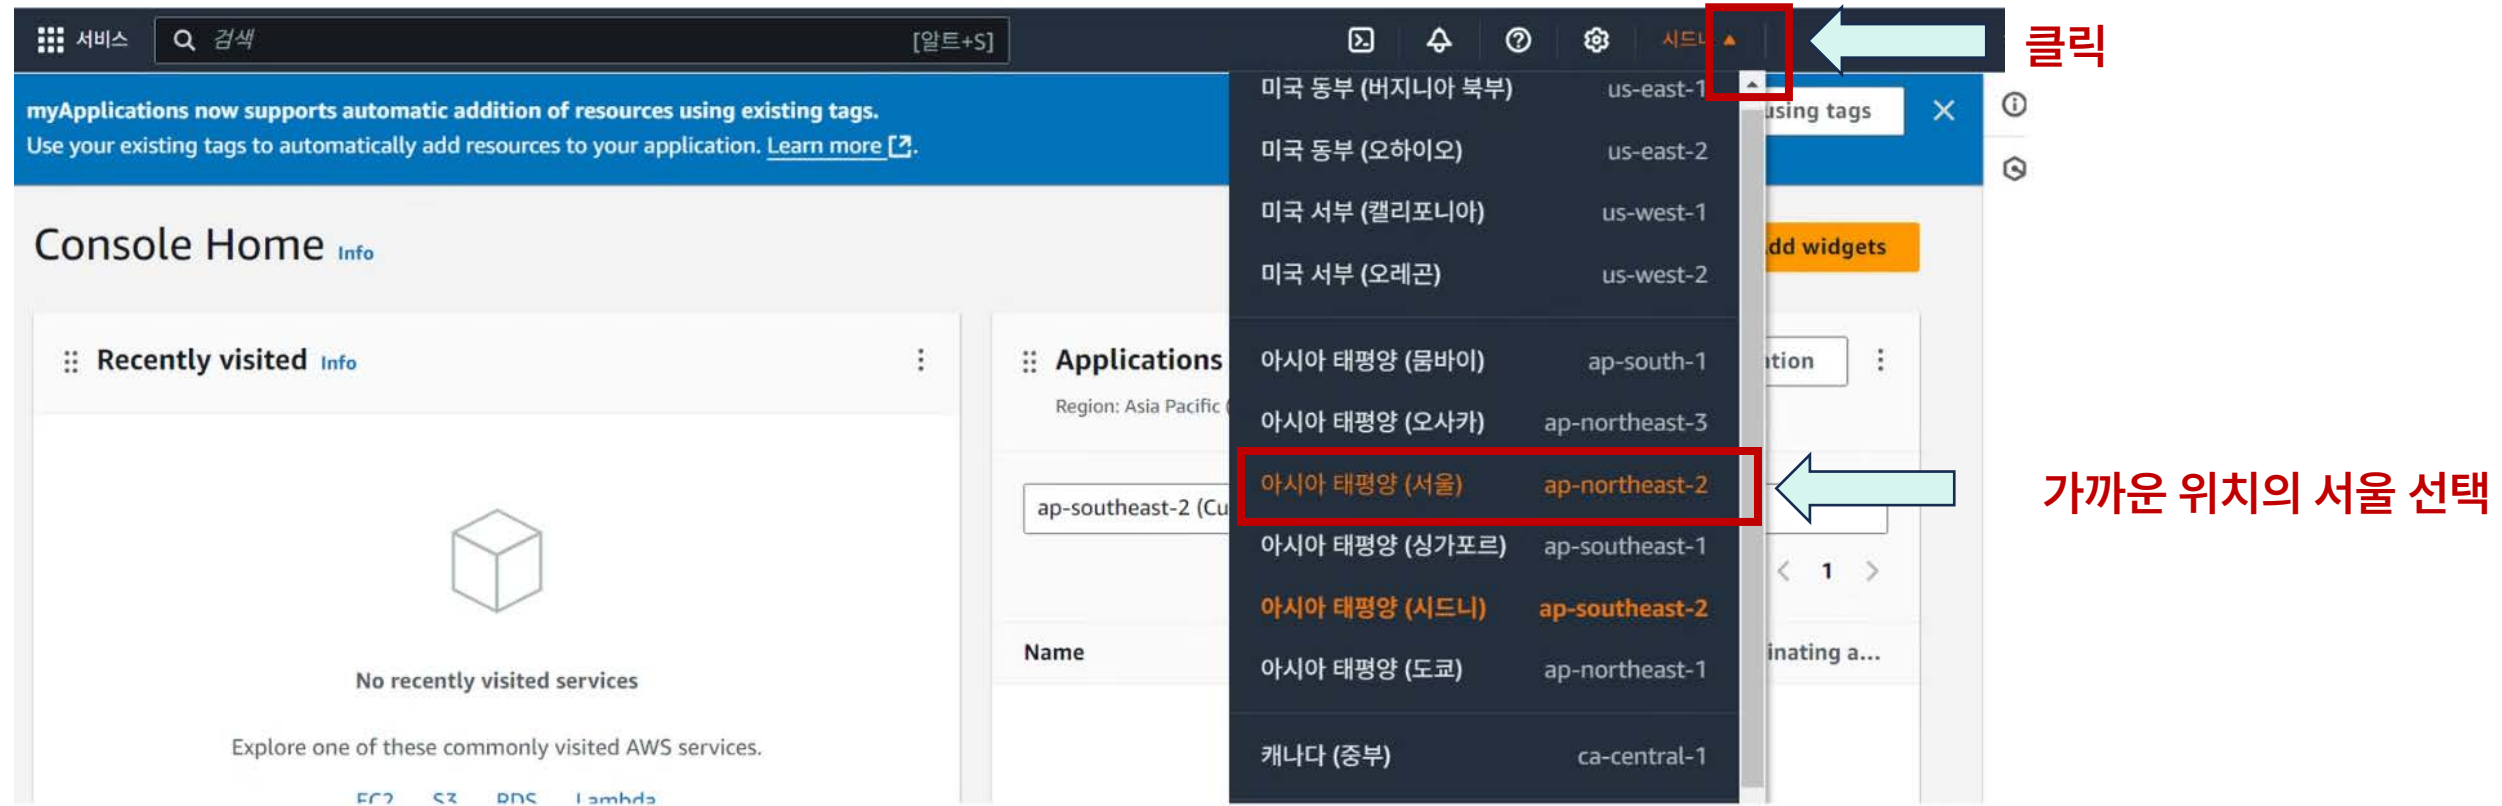 서비스
검색
[알트+S]
시드니
클릭
myApplications now supports automatic addition of resources using existing tags.
Use your existing tags to automatically add resources to your application. Learn more
using tags
미국 동부 (버지니아 북부) us-east-1
미국 동부 (오하이오) us-east-2
미국 서부 (캘리포니아) us-west-1
미국 서부 (오레곤) us-west-2
Console Home Info
widgets
Recently visited Info
Applications
Region: Asia Pacific
아시아 태평양 (뭄바이) ap-south-1
아시아 태평양 (오사카) ap-northeast-3
아시아 태평양 (서울) ap-northeast-2
가까운 위치의 서울 선택
ap-southeast-2
아시아 태평양 (싱가포르) ap-southeast-1
1
아시아 태평양 (시드니) ap-southeast-2
Name
아시아 태평양 (도쿄) ap-northeast-1
캐나다 (중부) ca-central-1
No recently visited services
Explore one of these commonly visited AWS services.
EC2 S3 RDS Lambda